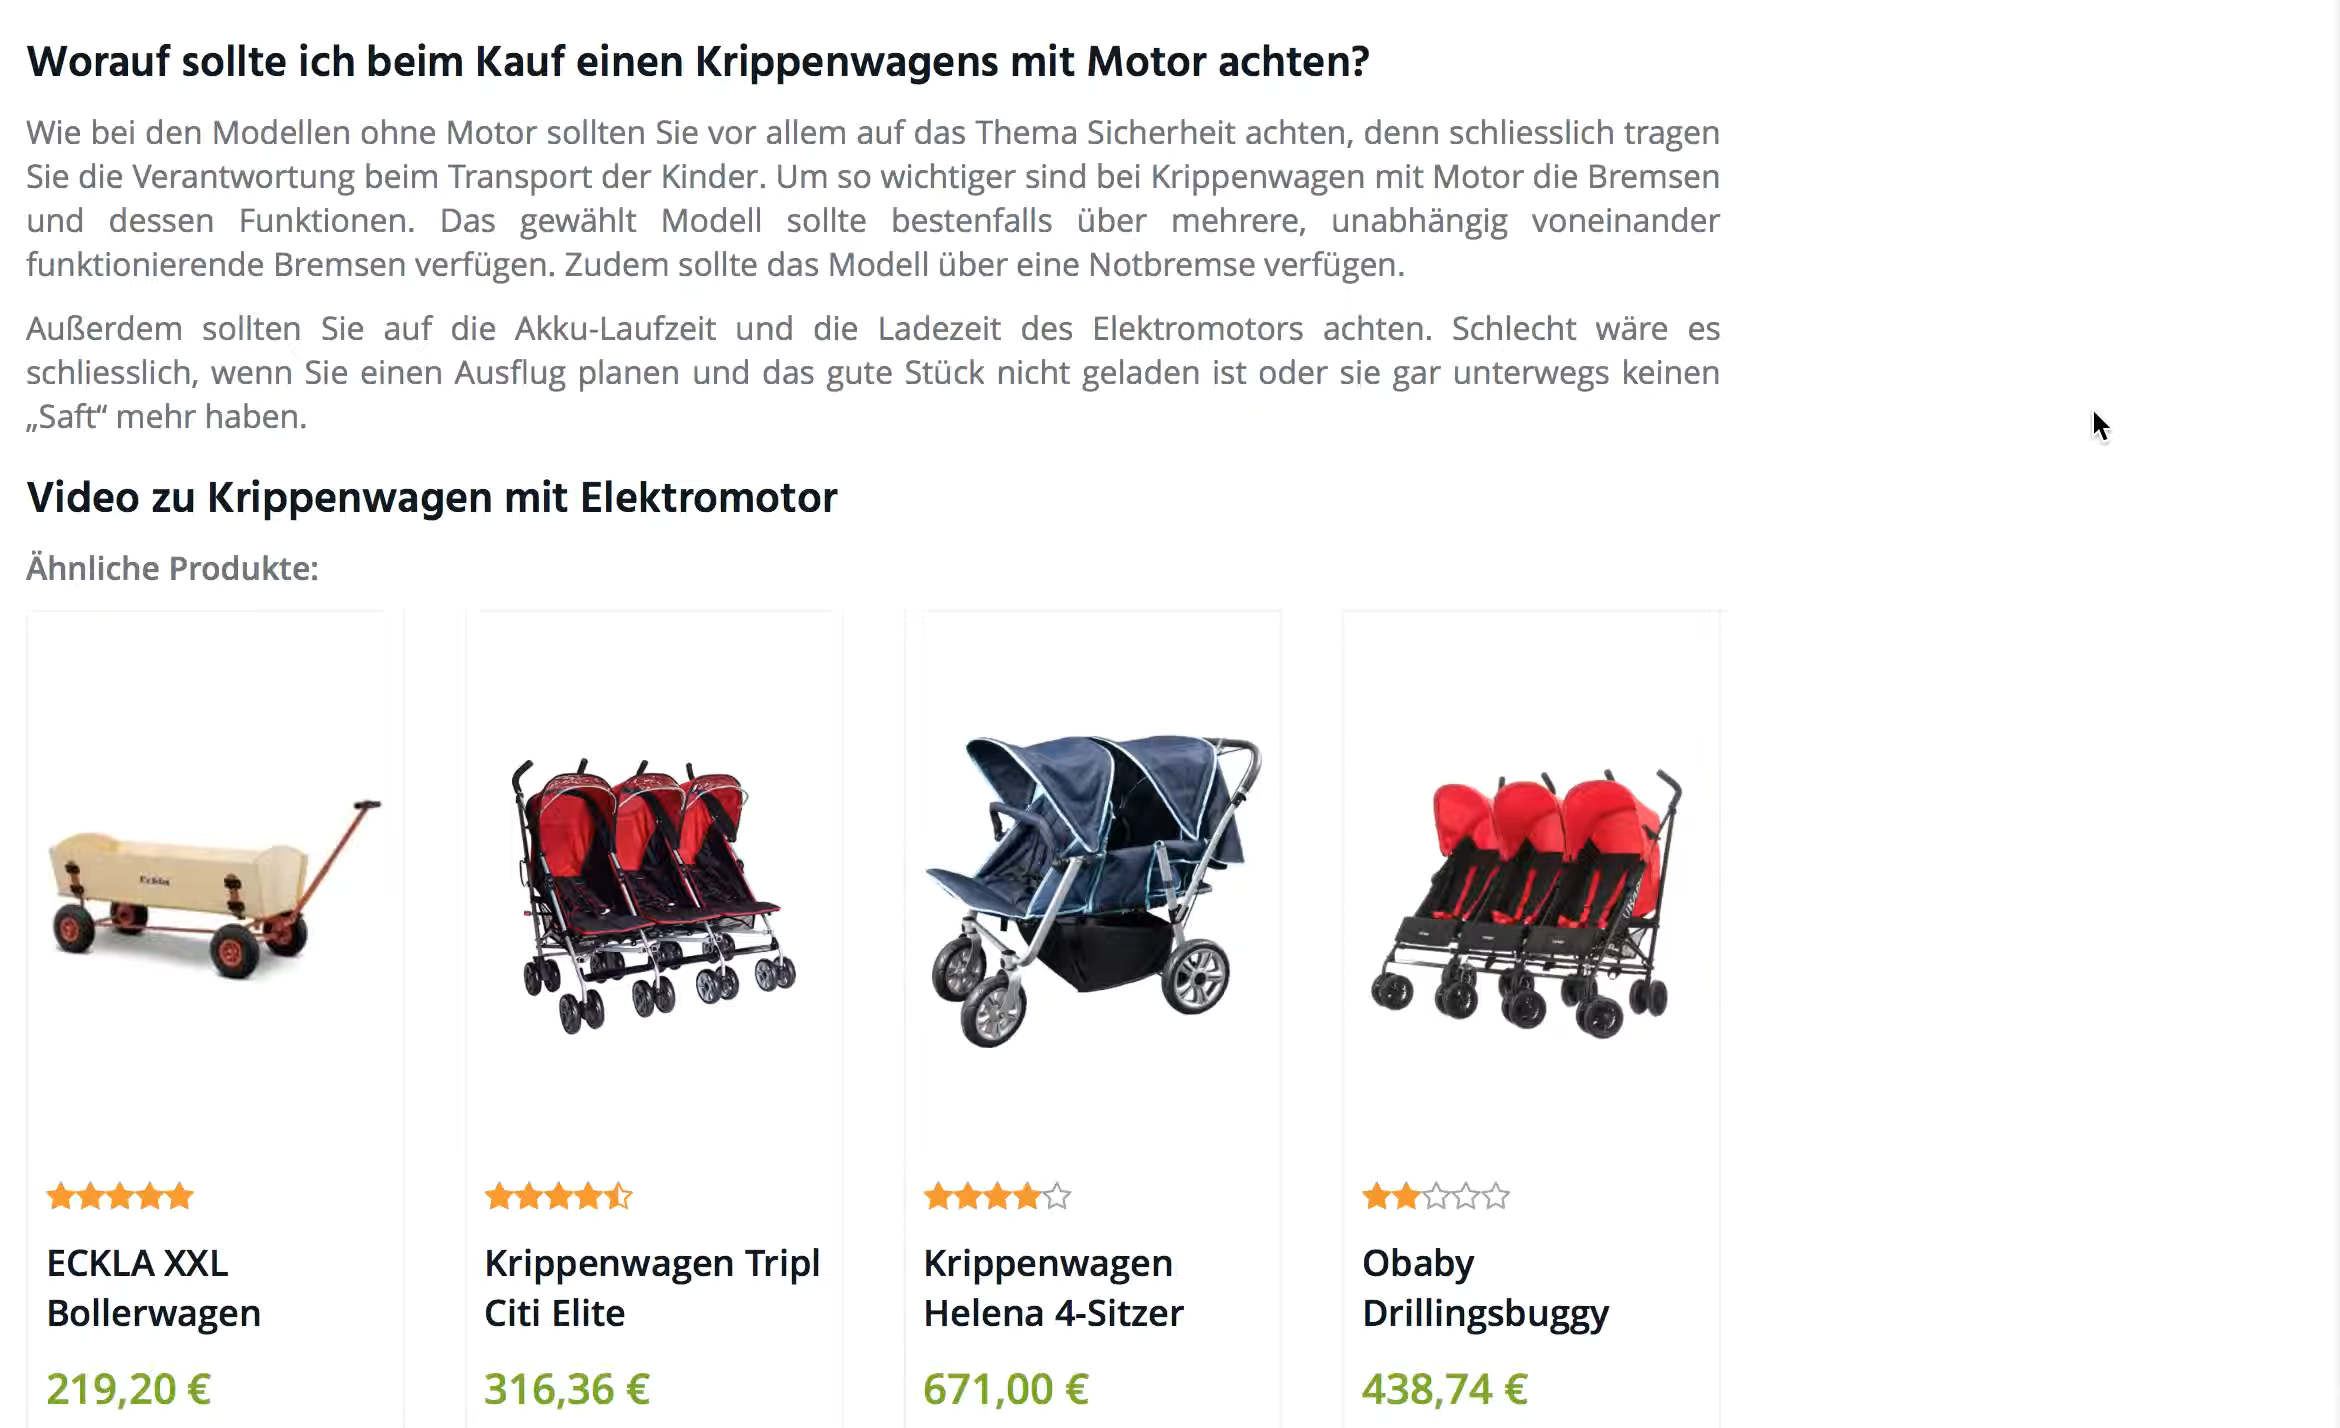 Worauf sollte ich beim Kauf einen Krippenwagens mit Motor achten?
Wie bei den Modellen ohne Motor sollten Sie vor allem auf das Thema Sicherheit achten, denn schliesslich tragen
Sie die Verantwortung beim Transport der Kinder. Um so wichtiger sind bei Krippenwagen mit Motor die Bremsen
und dessen Funktionen. Das gewählt Modell sollte bestenfalls über mehrere, unabhängig voneinander
funktionierende Bremsen verfügen. Zudem sollte das Modell über eine Notbremse verfügen.
Außerdem sollten Sie auf die Akku-Laufzeit und die Ladezeit des Elektromotors achten. Schlecht wäre es
schliesslich, wenn Sie einen Ausflug planen und das gute Stück nicht geladen ist oder sie gar unterwegs keinen
„Saft“ mehr haben.
Video zu Krippenwagen mit Elektromotor
Ähnliche Produkte:
Eckla
ECKLA XXL
Bollerwagen
219,20 €
Krippenwagen Tripl
Citi Elite
316,36 €
Krippenwagen
Helena 4-Sitzer
671,00 €
Obaby
Drillingsbuggy
438,74 €